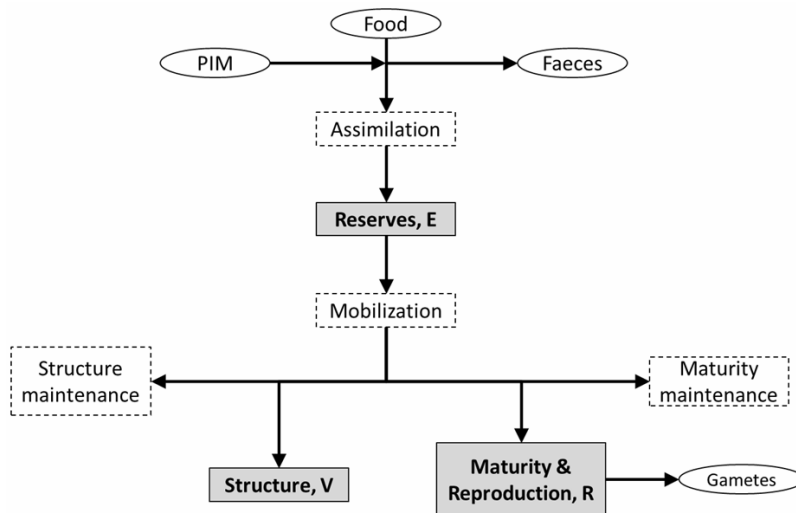 Food
PIM
Faeces
Assimilation
Reserves, E
Mobilization
Structure
maintenance
Maturity
maintenance
Structure, V
Maturity &
Reproduction, R
Gametes